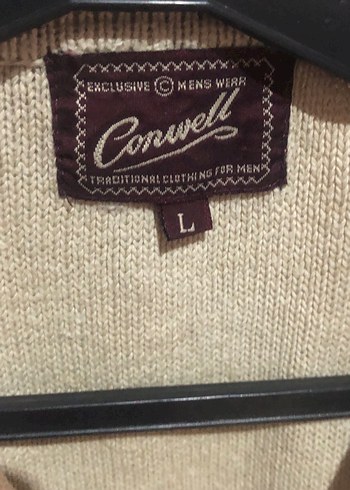 EXCLUSIVE © MENS WEAR
Conwell
TRADITIONAL CLOTHING FOR MEN
L